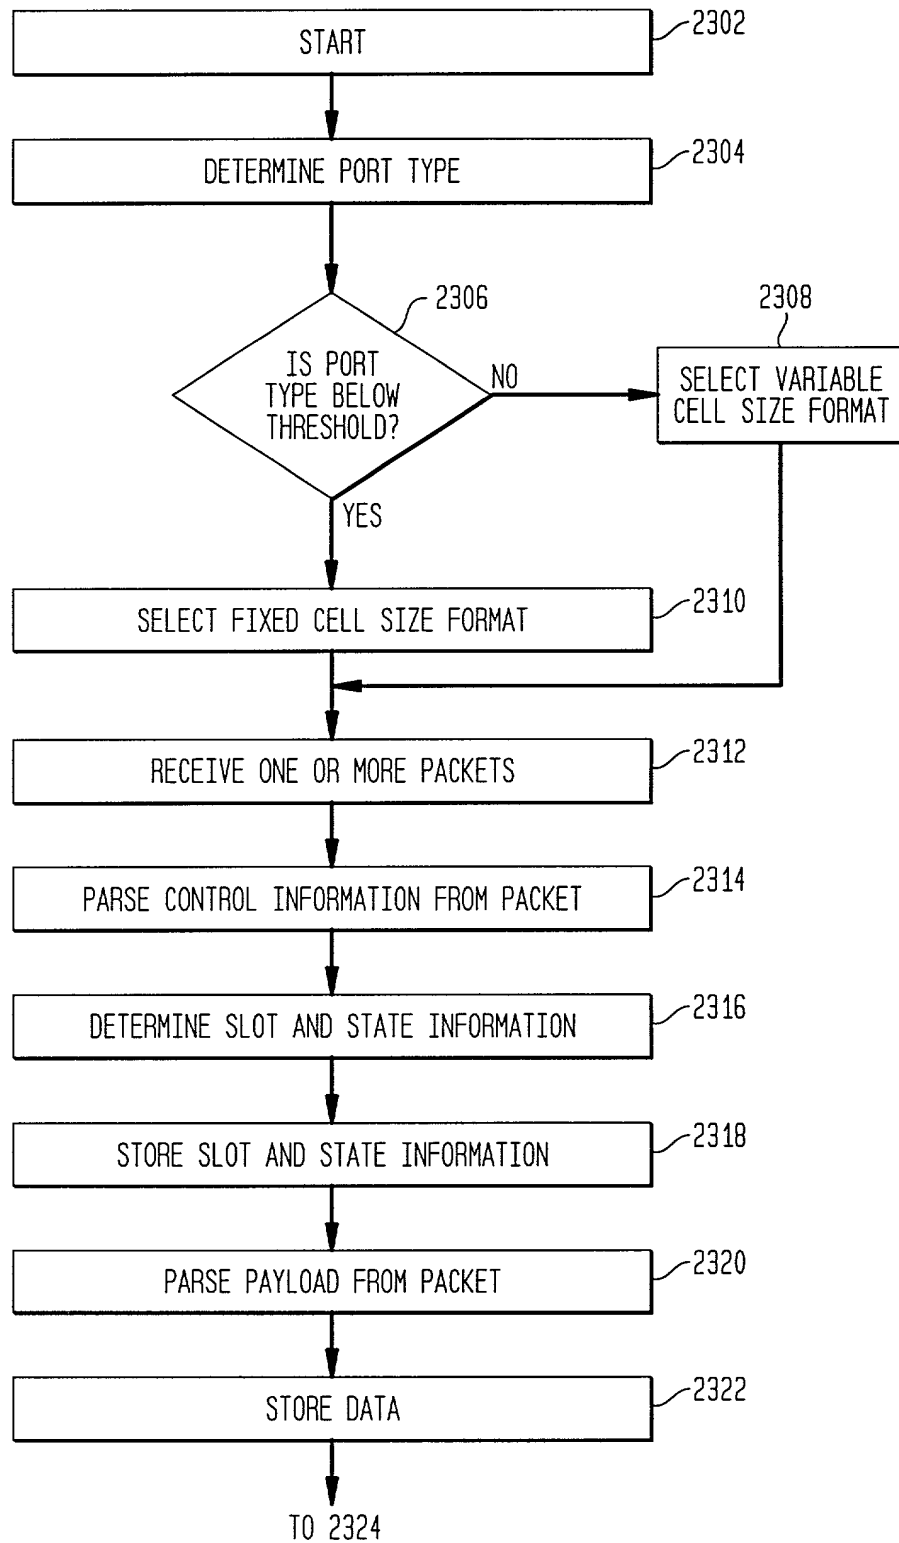 START
2302
DETERMINE PORT TYPE
2304
2306
IS PORT
TYPE BELOW
THRESHOLD?
NO
2308
SELECT VARIABLE
CELL SIZE FORMAT
YES
SELECT FIXED CELL SIZE FORMAT
2310
RECEIVE ONE OR MORE PACKETS
2312
PARSE CONTROL INFORMATION FROM PACKET
2314
DETERMINE SLOT AND STATE INFORMATION
2316
STORE SLOT AND STATE INFORMATION
2318
PARSE PAYLOAD FROM PACKET
2320
STORE DATA
2322
TO 2324